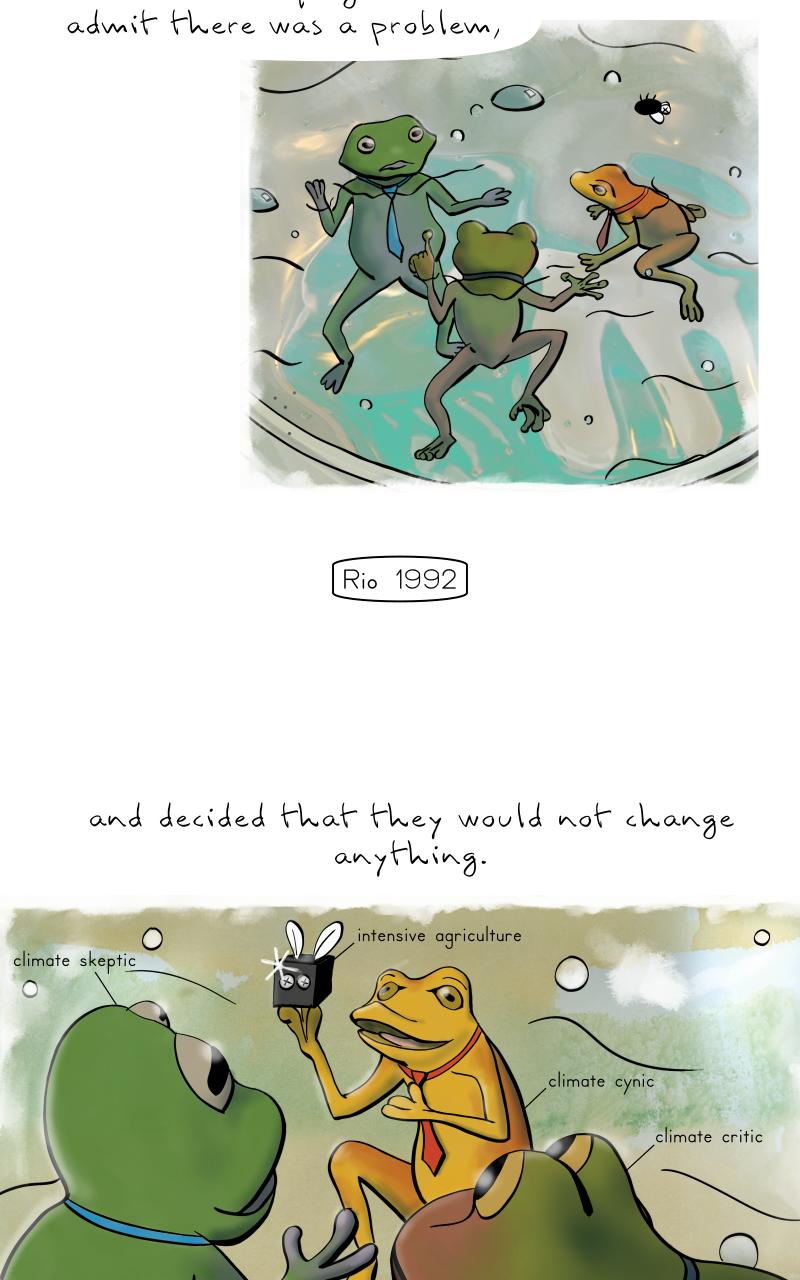 admit there was a problem,
Rio 1992
and decided that they would not change
anything.
intensive agriculture
climate skeptic
climate cynic
climate critic